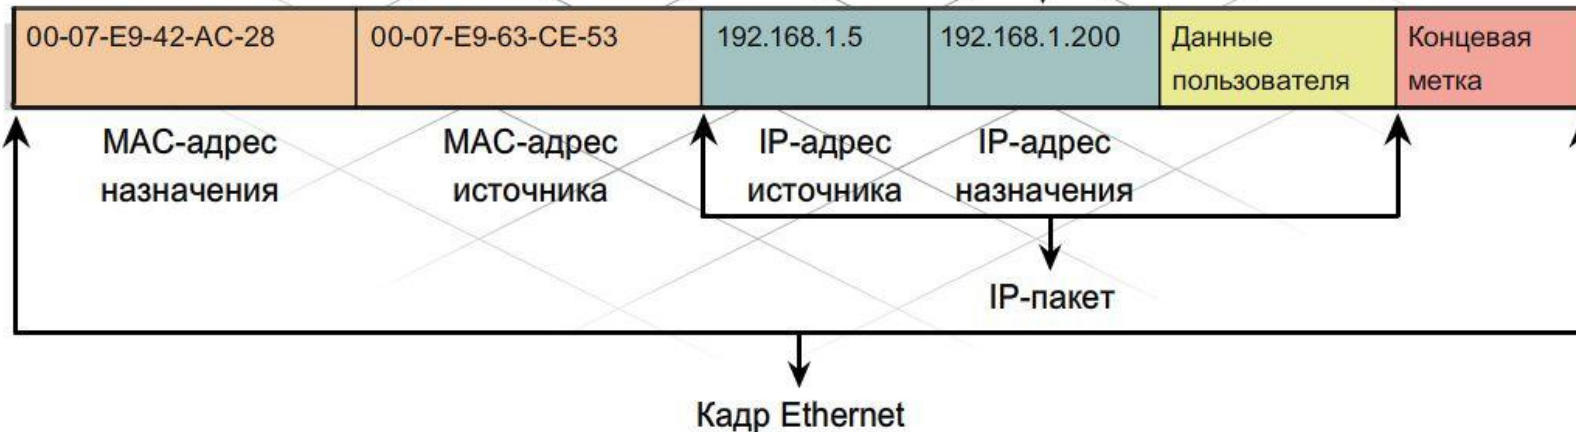 00-07-E9-42-AC-28
00-07-E9-63-CE-53
192.168.1.5
192.168.1.200
Данные
пользователя
Концевая
метка
MAC-адрес
назначения
MAC-адрес
источника
IP-адрес
источника
IP-адрес
назначения
IP-пакет
Кадр Ethernet